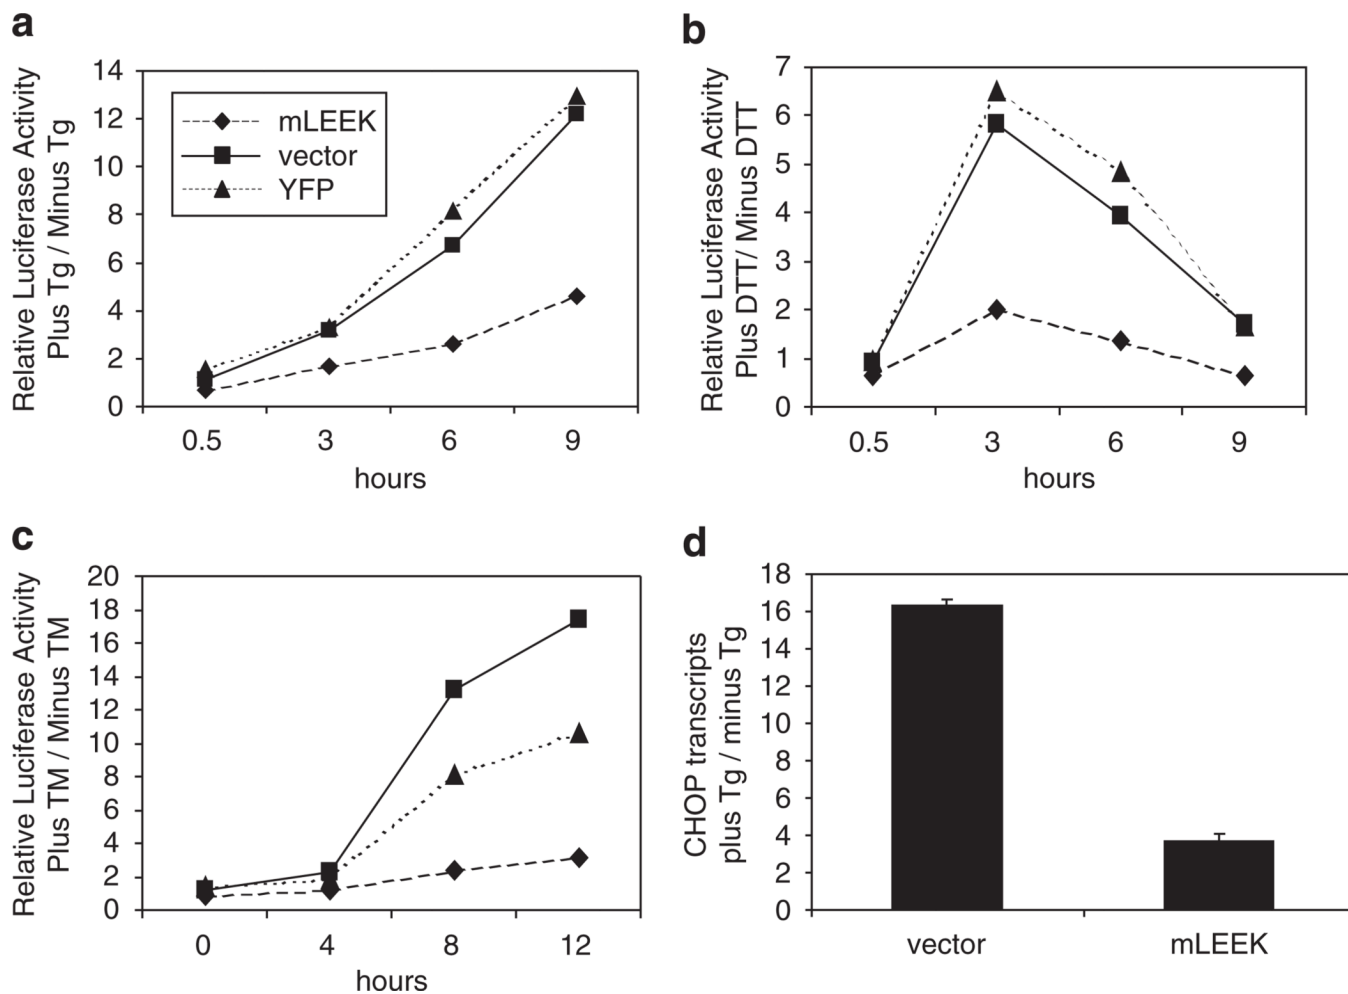 a
Relative Luciferase Activity
Plus Tg / Minus Tg
14
12
10
8
6
4
2
0
mLEEK
vector
YFP
0.5 3 6 9
hours
b
Relative Luciferase Activity
Plus DTT/ Minus DTT
7
6
5
4
3
2
1
0
0.5 3 6 9
hours
c
Relative Luciferase Activity
Plus TM / Minus TM
20
18
16
14
12
10
8
6
4
2
0
0 4 8 12
hours
d
CHOP transcripts
plus Tg / minus Tg
18
16
14
12
10
8
6
4
2
0
vector mLEEK